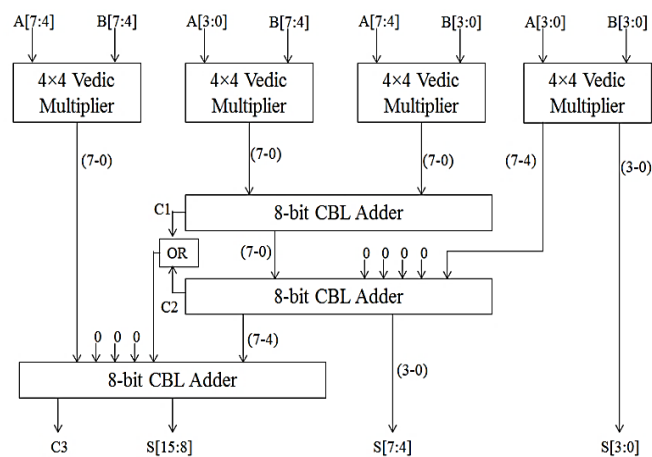 A[7:4] B[7:4] A[3:0] B[7:4] A[7:4] B[3:0] A[3:0] B[3:0]
4×4 Vedic Multiplier
4×4 Vedic Multiplier
4×4 Vedic Multiplier
4×4 Vedic Multiplier
(7-0) (7-0) (7-0) (7-4) (3-0)
C1 8-bit CBL Adder
OR (7-0) 0 0 0 0
C2 8-bit CBL Adder
0 0 0 (7-4)
8-bit CBL Adder (3-0)
C3 S[15:8] S[7:4] S[3:0]